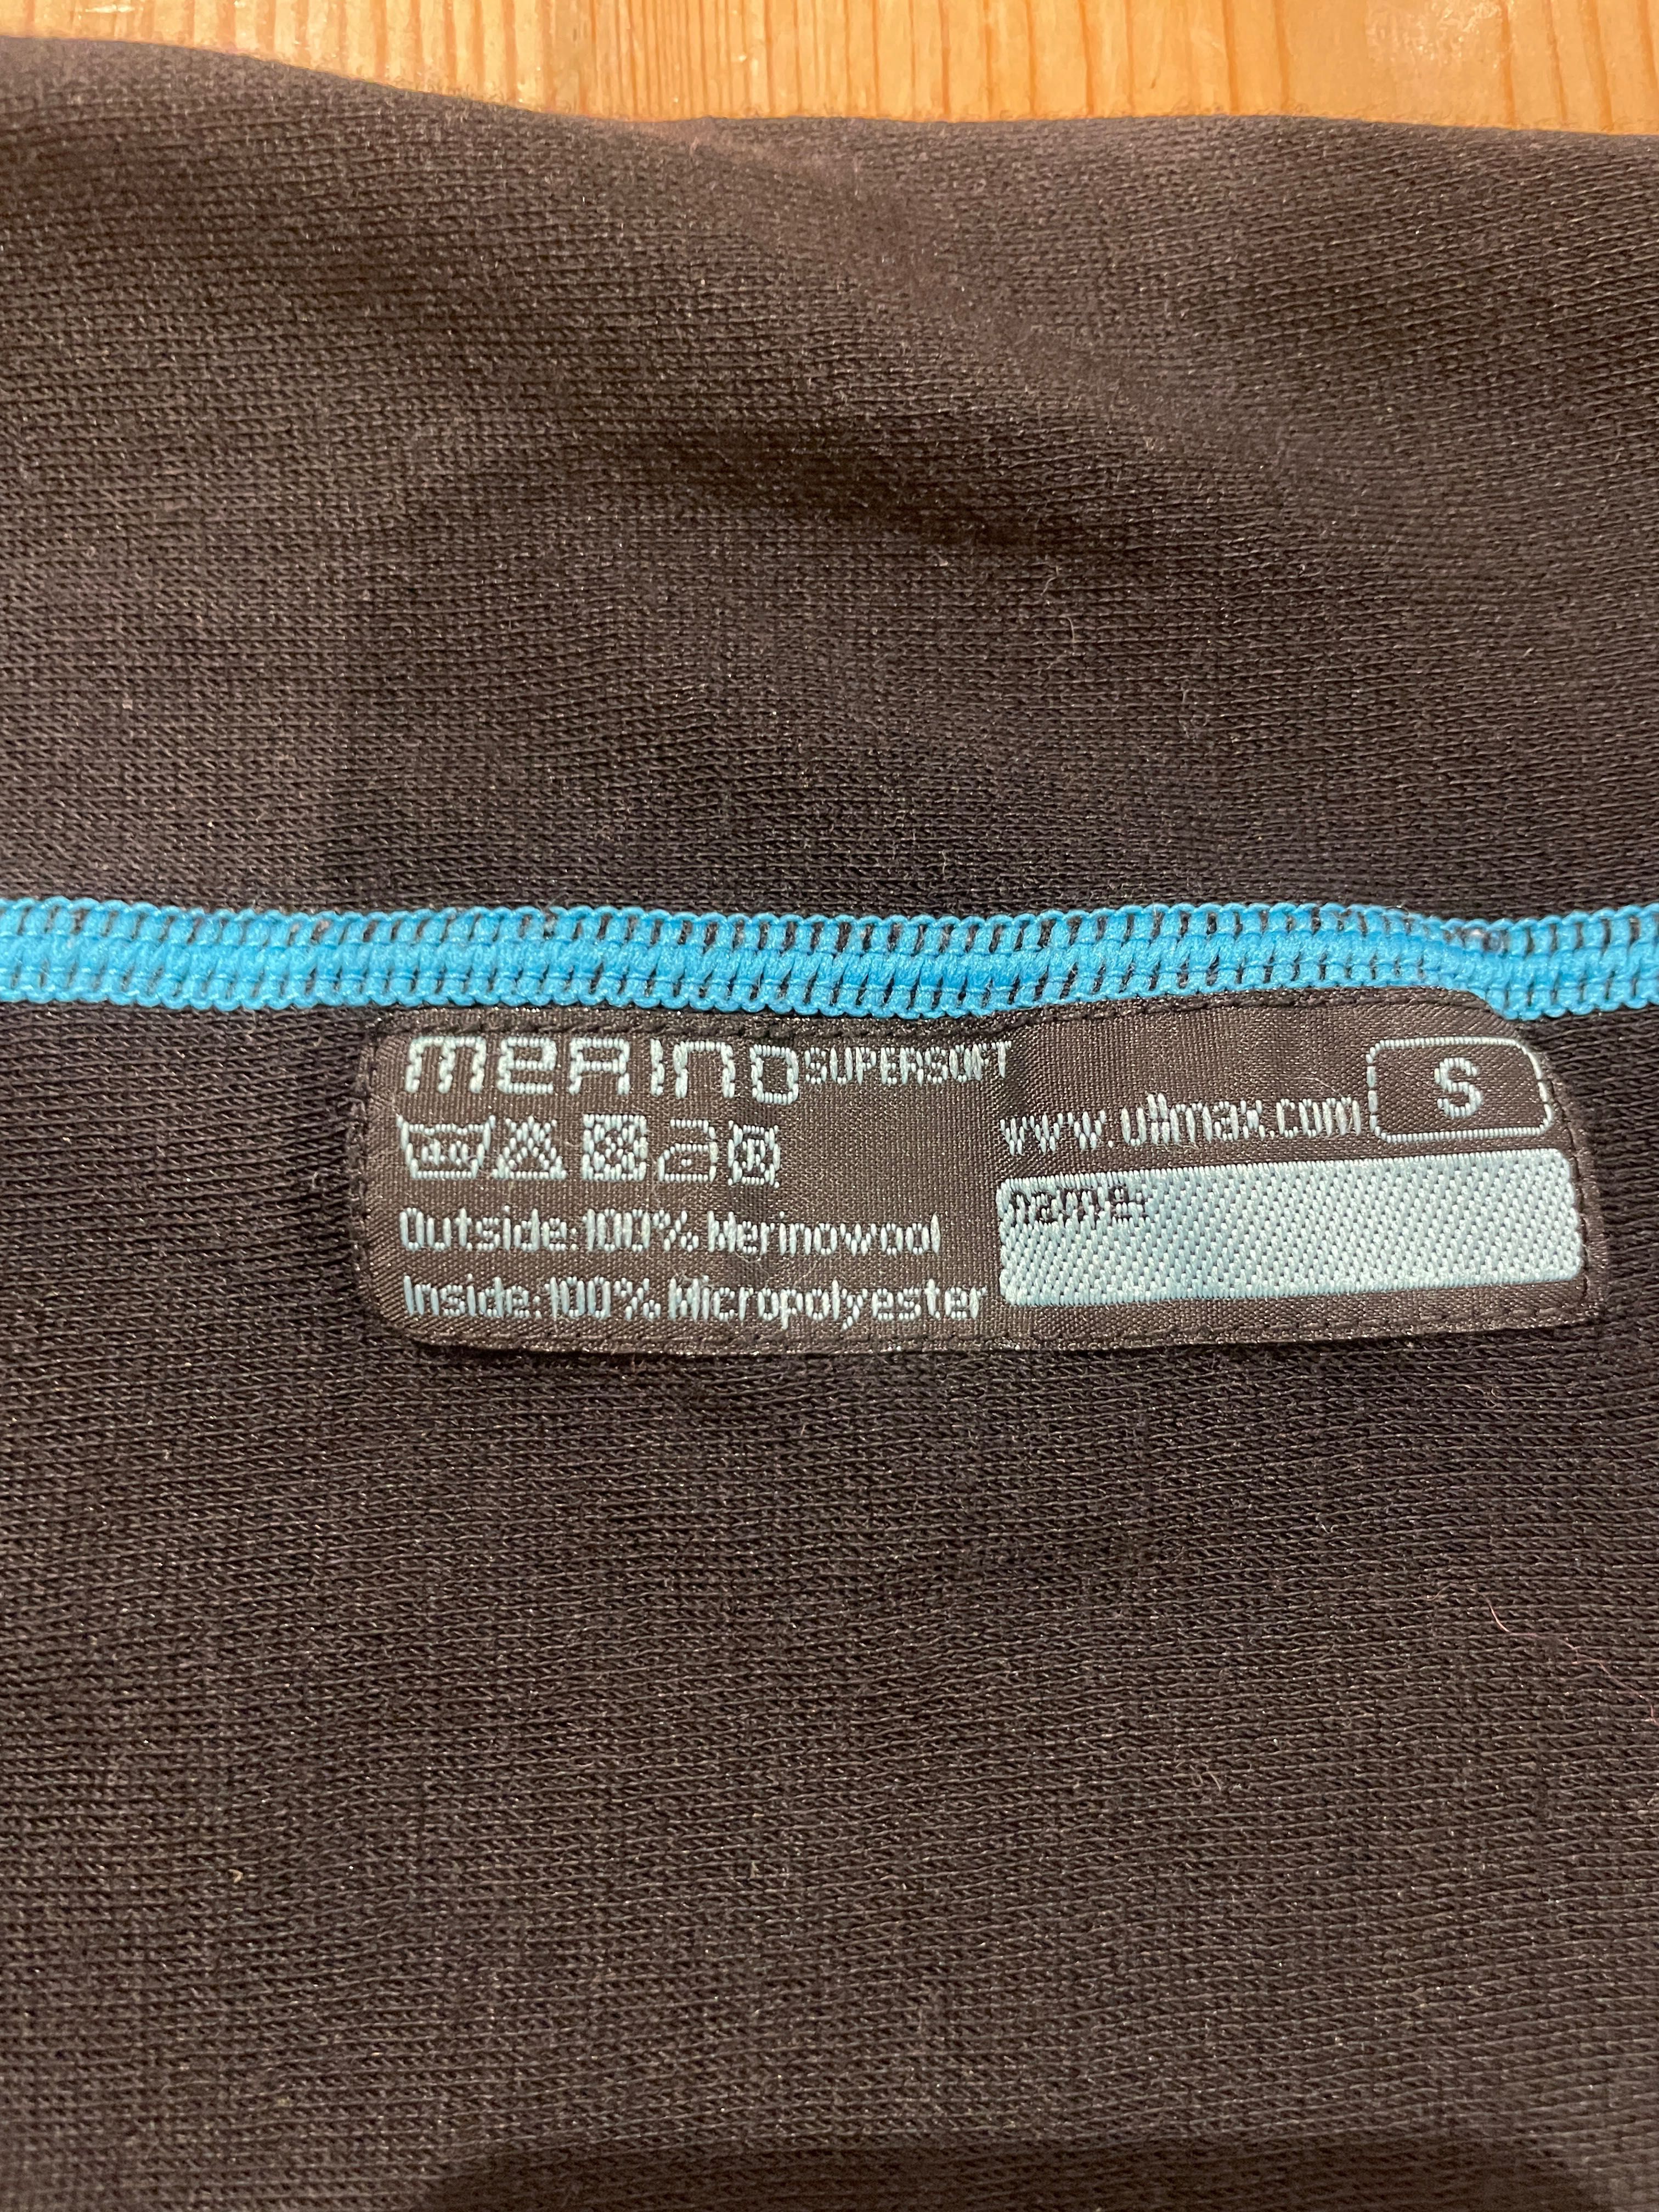 merino SUPERSOFT
www.ullmax.com
S
name:
Outside:100% Merinowool
Inside:100% Micropolyester